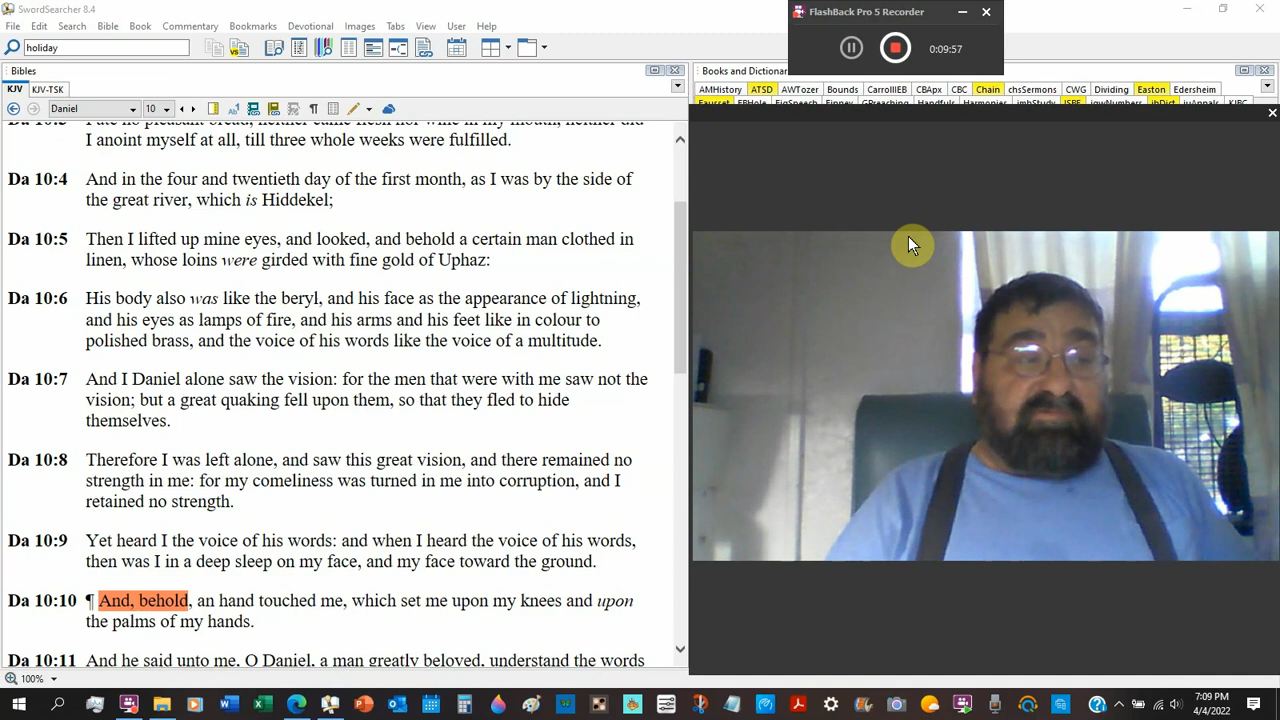 SwordSearcher 8.4
File Edit Search Bible Book Commentary Bookmarks Devotional Images Tabs View User Help
holiday
FlashBack Pro 5 Recorder
0:09:57
Bibles
KJV KJV-TSK
Daniel 10
I anoint myself at all, till three whole weeks were fulfilled.
Da 10:4 And in the four and twentieth day of the first month, as I was by the side of
the great river, which is Hiddekel;
Da 10:5 Then I lifted up mine eyes, and looked, and behold a certain man clothed in
linen, whose loins were girded with fine gold of Uphaz:
Da 10:6 His body also was like the beryl, and his face as the appearance of lightning,
and his eyes as lamps of fire, and his arms and his feet like in colour to
polished brass, and the voice of his words like the voice of a multitude.
Da 10:7 And I Daniel alone saw the vision: for the men that were with me saw not the
vision; but a great quaking fell upon them, so that they fled to hide
themselves.
Da 10:8 Therefore I was left alone, and saw this great vision, and there remained no
strength in me: for my comeliness was turned in me into corruption, and I
retained no strength.
Da 10:9 Yet heard I the voice of his words: and when I heard the voice of his words,
then was I in a deep sleep on my face, and my face toward the ground.
Da 10:10 ¶ And, behold, an hand touched me, which set me upon my knees and upon
the palms of my hands.
Da 10:11 And he said unto me, O Daniel, a man greatly beloved, understand the words
100%
Books and Dictionar
AMHistory ATSD AWTozer Bounds CarrollIEB CBApx CBC Chain chsSermons CWG Dividing Easton Edersheim
7:09 PM
4/4/2022